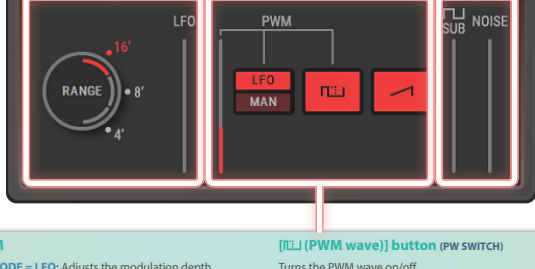 LFO
PWM
SUB
NOISE
16'
RANGE
8'
4'
LFO
MAN
[(PWM wave)] button (PW SWITCH)
= LFO: Adjusts the modulation depth
Turns the PWM wave on/off